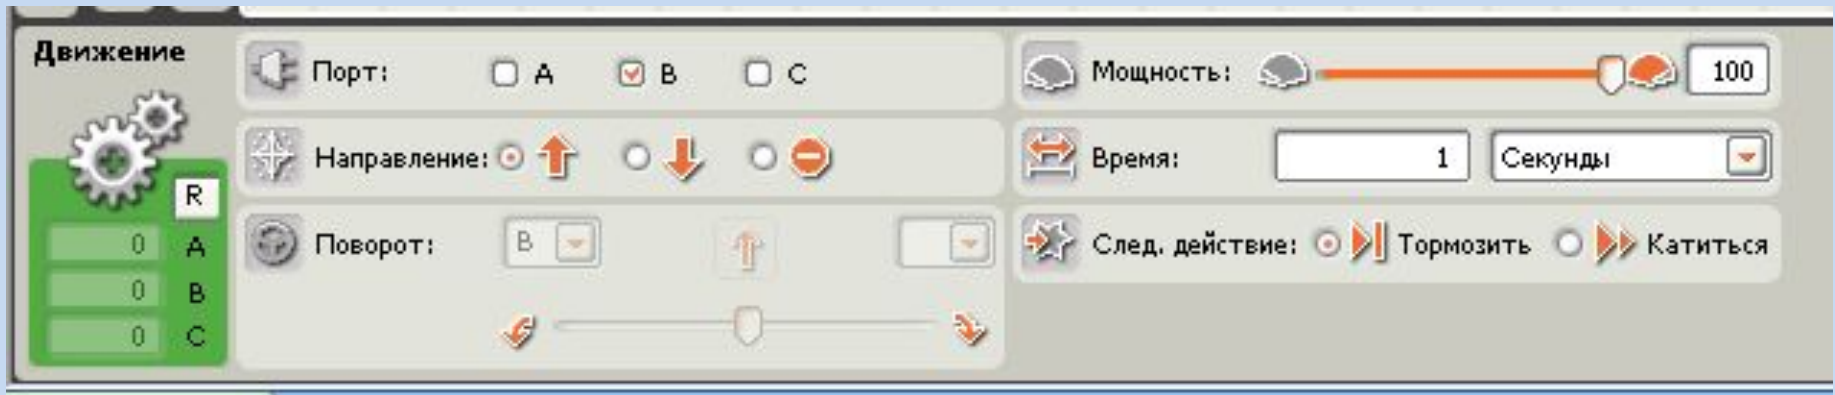 Движение
R
0 A
0 B
0 C
Порт: A B C
Направление:
Поворот: B
Мощность: 100
Время: 1 Секунды
След. действие: Тормозить Катиться